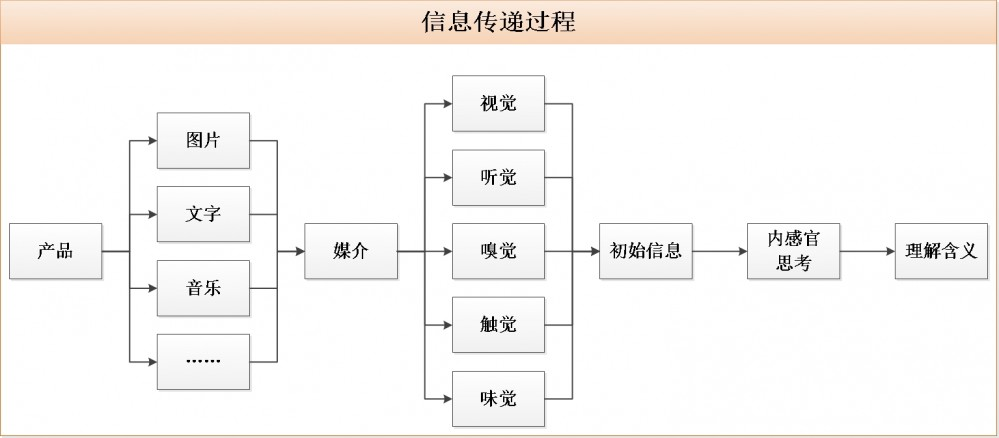 信息传递过程
产品
图片
文字
音乐
……
媒介
视觉
听觉
嗅觉
触觉
味觉
初始信息
内感官
思考
理解含义